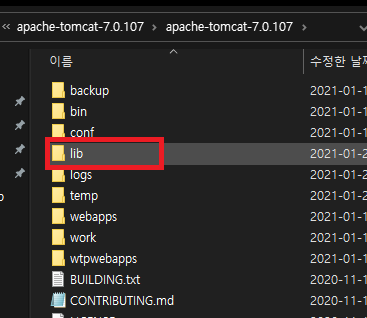 « apache-tomcat-7.0.107 › apache-tomcat-7.0.107 ›
이름 수정한 날짜
backup 2021-01-1
bin 2021-01-1
conf 2021-01-1
lib 2021-01-2
logs 2021-01-2
temp 2021-01-2
webapps 2021-01-1
work 2021-01-1
wtpwebapps 2021-01-1
BUILDING.txt 2020-11-1
CONTRIBUTING.md 2020-11-1